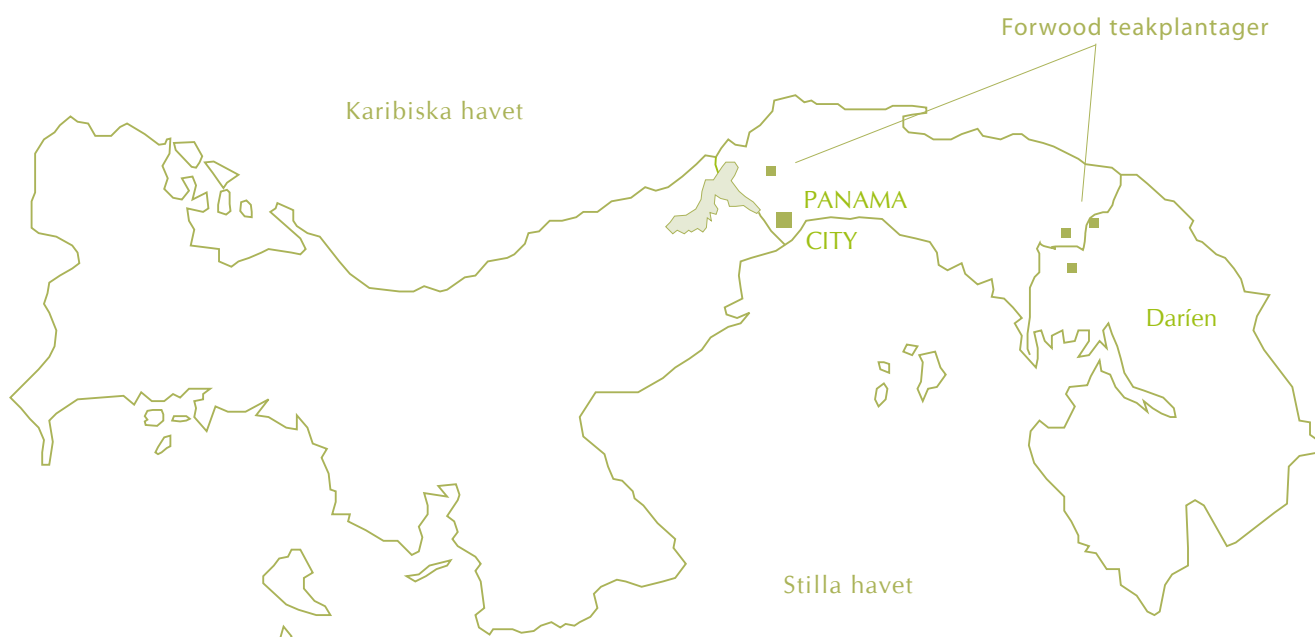 Forwood teakplantager
Karibiska havet
PANAMA
CITY
Daríen
Stilla havet